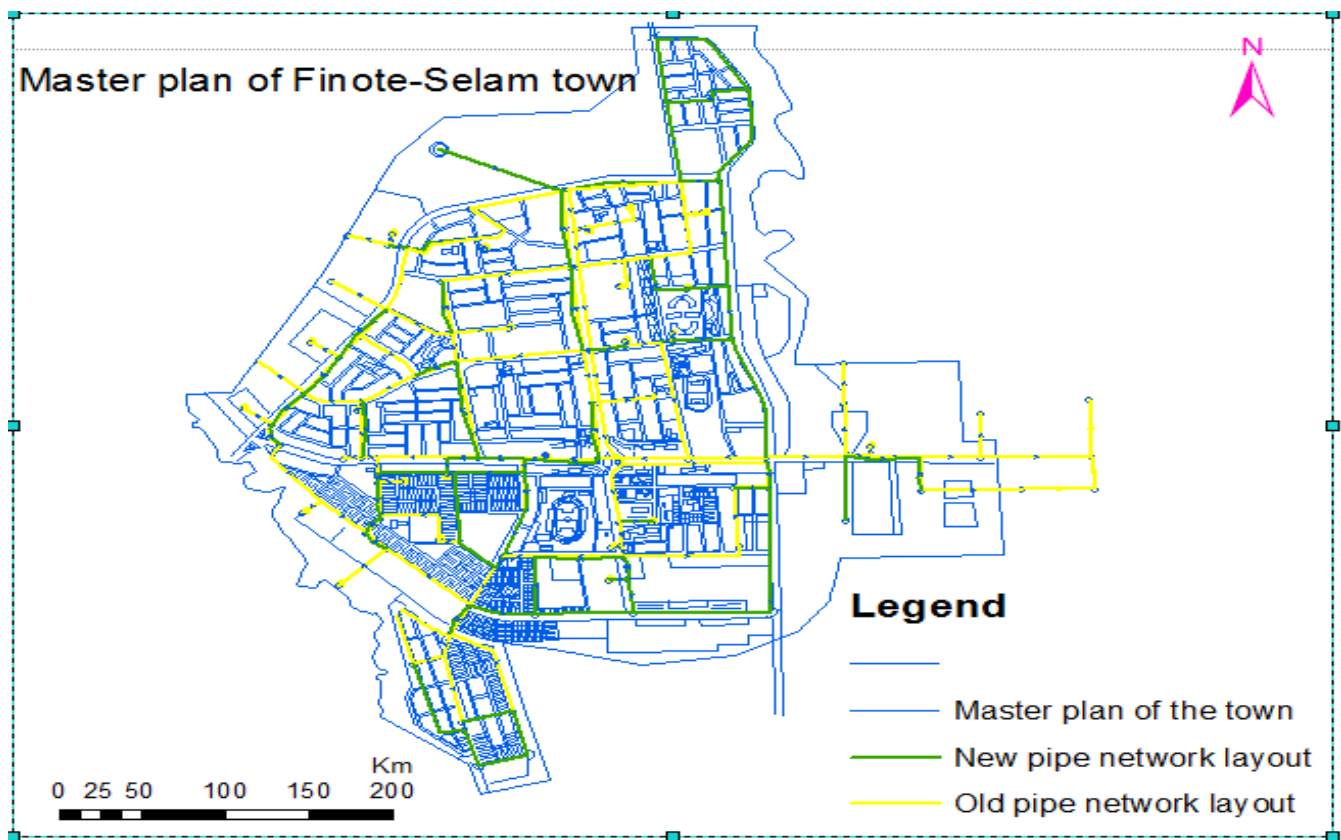 N
Master plan of Finote-Selam town
Legend
Master plan of the town
New pipe network layout
Old pipe network layout
Km
0 25 50 100 150 200